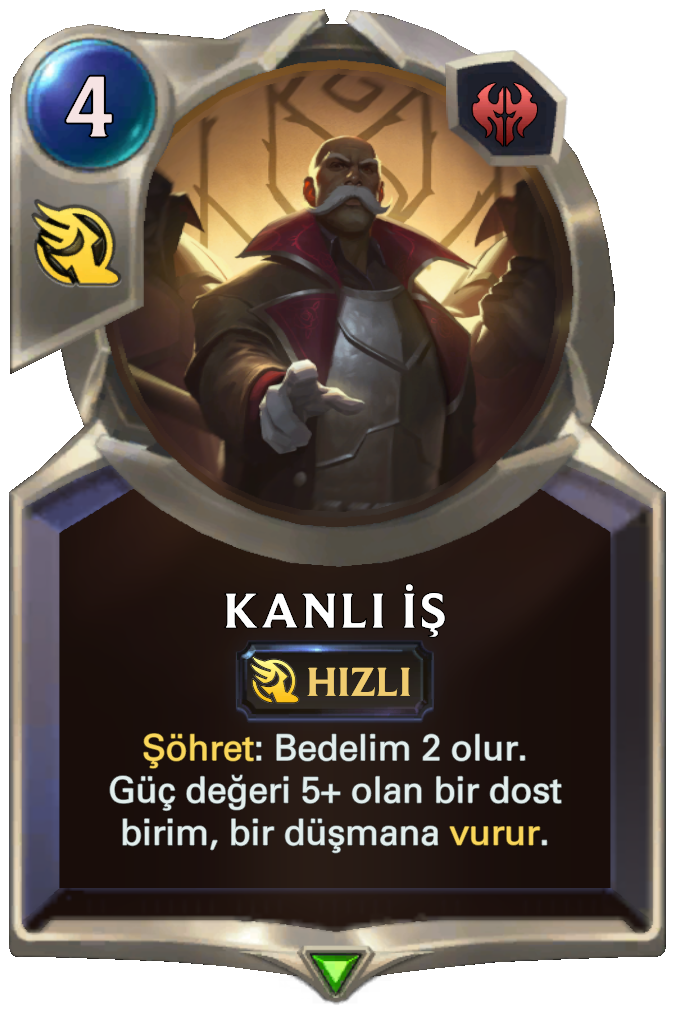 4
KANLI İŞ
HIZLI
Şöhret: Bedelim 2 olur.
Güç değeri 5+ olan bir dost
birim, bir düşmana vurur.